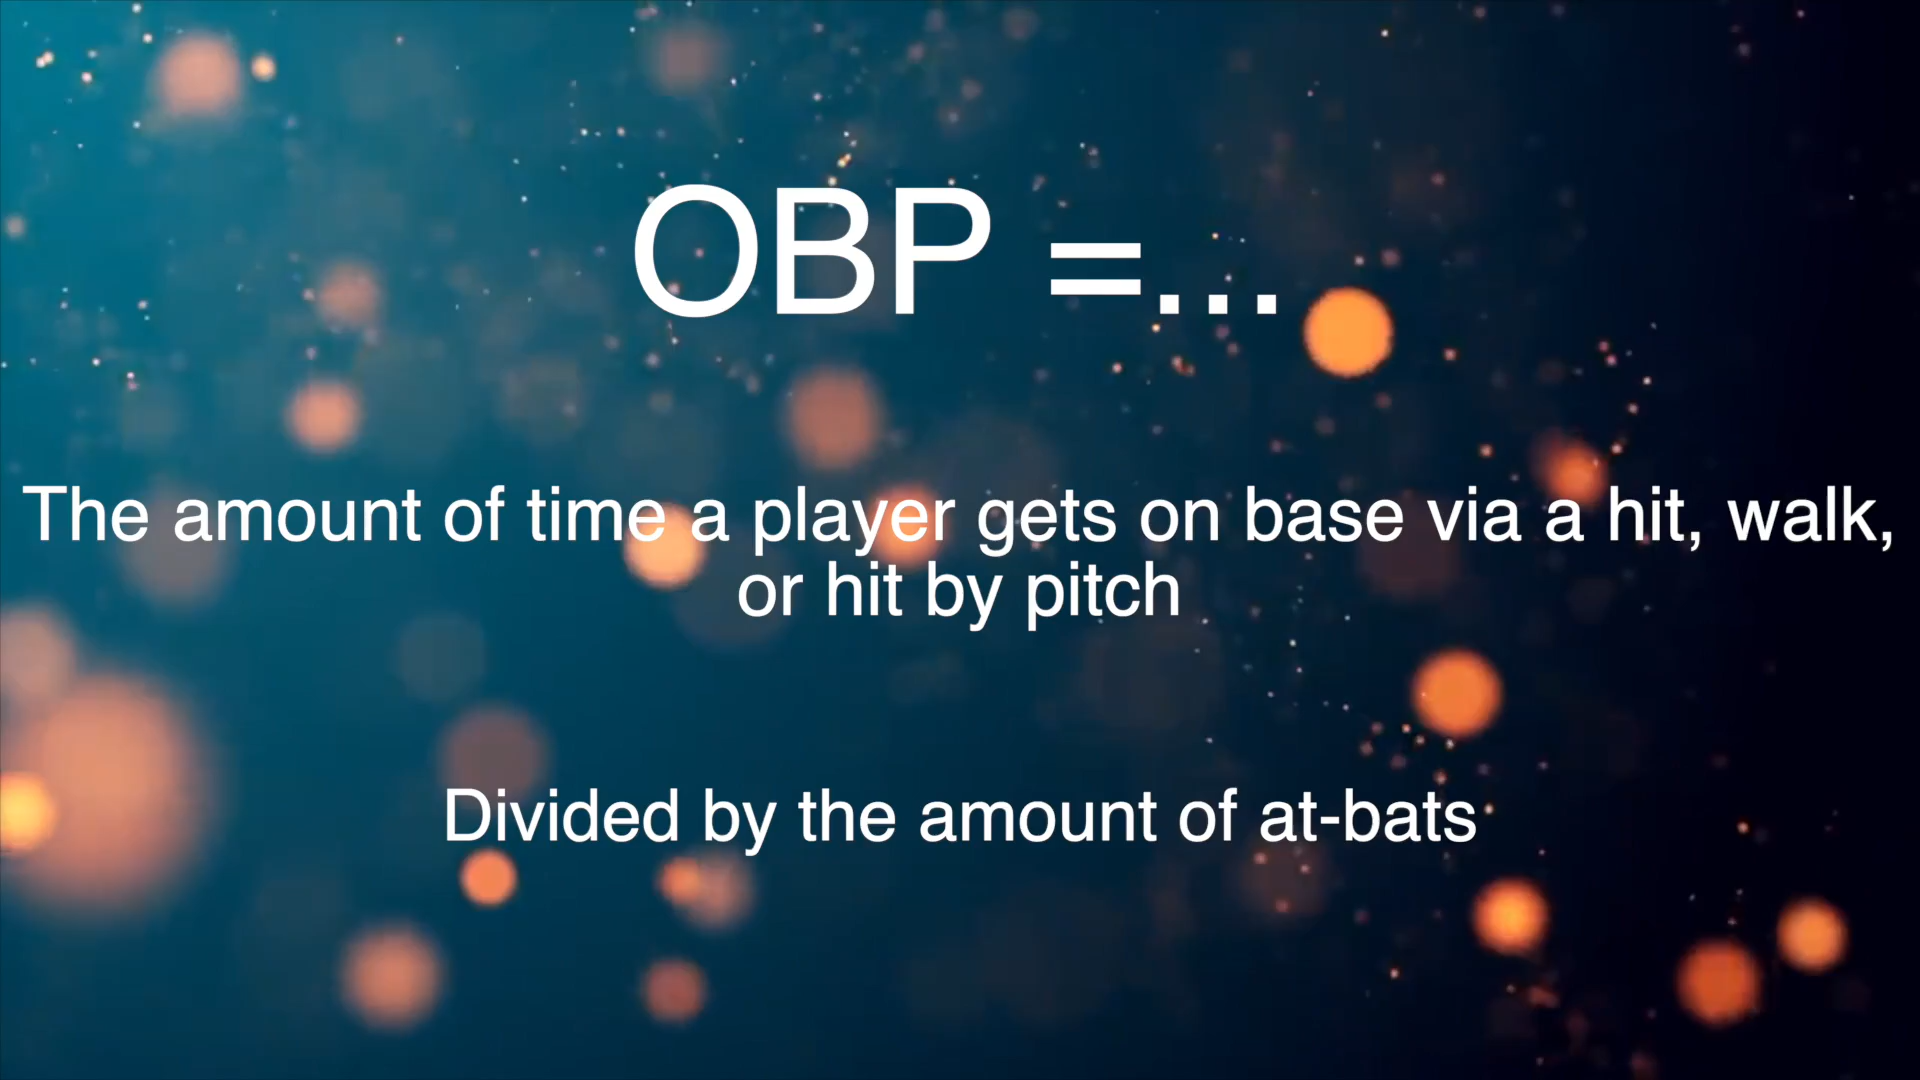 OBP =...
The amount of time a player gets on base via a hit, walk,
or hit by pitch
Divided by the amount of at-bats